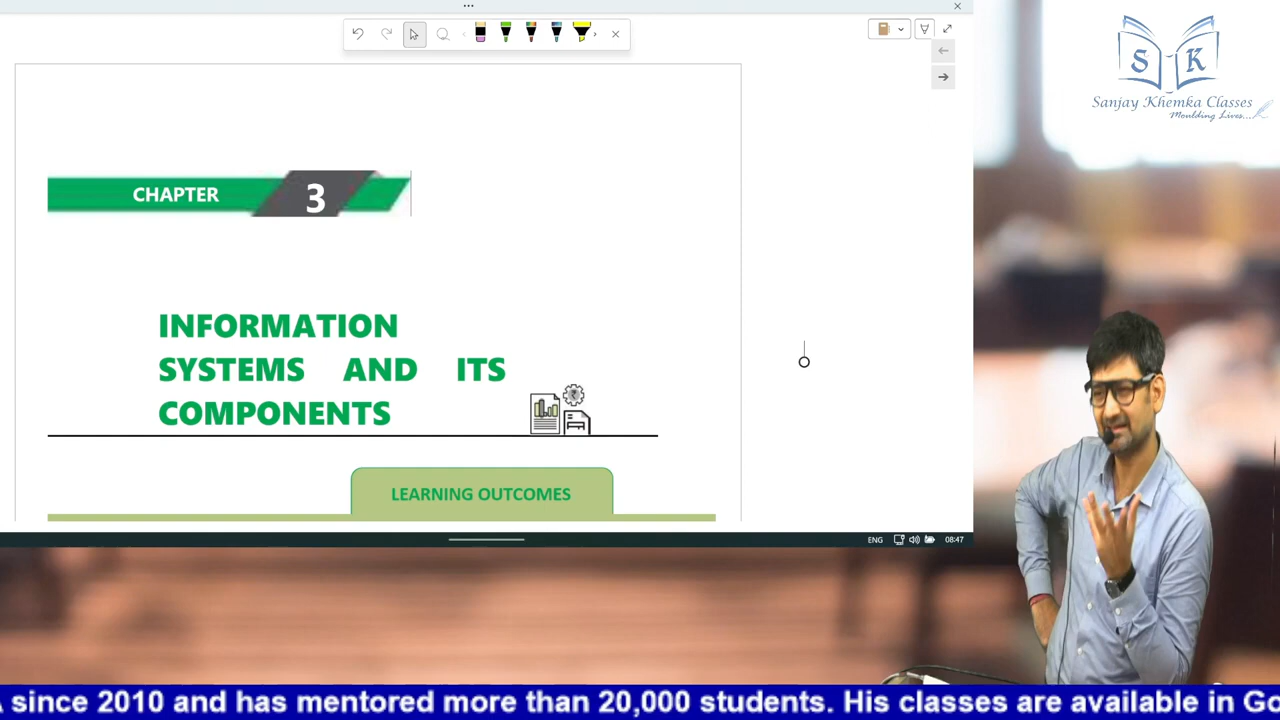 S K
Sanjay Khemka Classes
Moulding Lives...
CHAPTER 3
INFORMATION
SYSTEMS AND ITS
COMPONENTS
LEARNING OUTCOMES
ENG 08:47
since 2010 and has mentored more than 20,000 students. His classes are available in